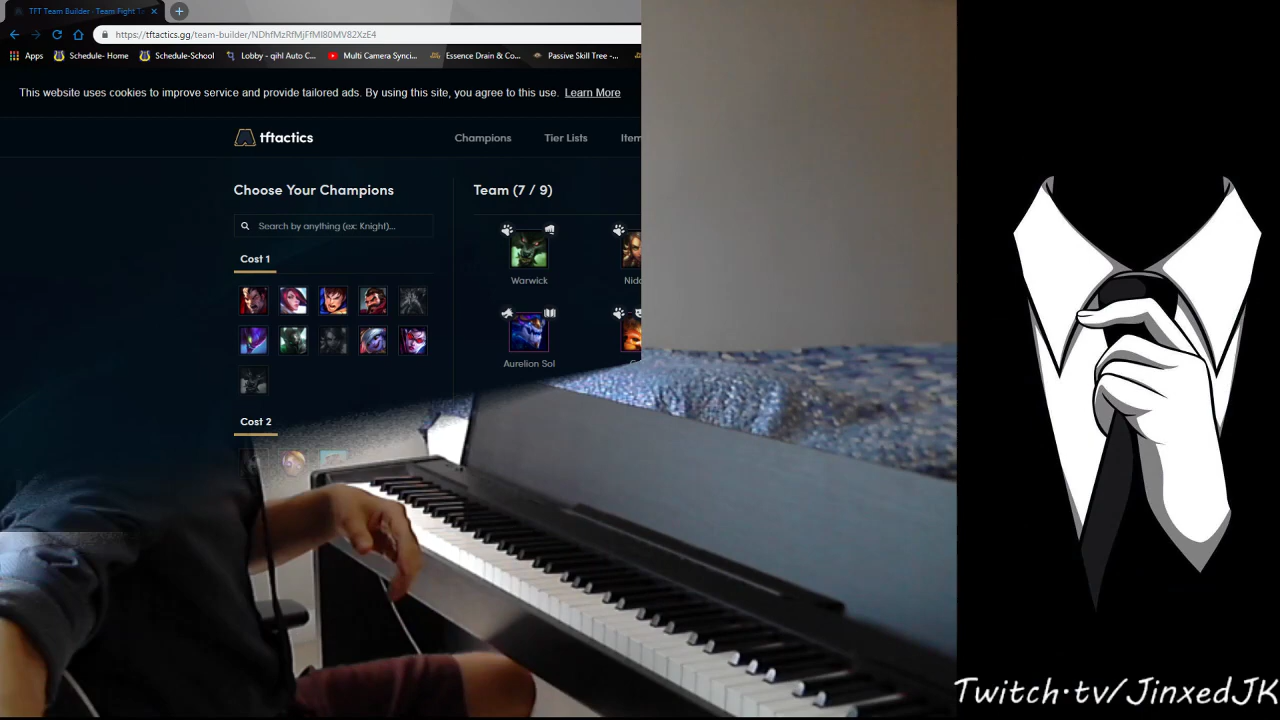 TFT Team Builder - Team Fight T
https://tftactics.gg/team-builder/NDhfMzRfMjFfMl80MV82XzE4
Apps Schedule- Home Schedule-School Lobby - qihl Auto C... Multi Camera Synci... Essence Drain & Co... Passive Skill Tree -...
This website uses cookies to improve service and provide tailored ads. By using this site, you agree to this use. Learn More
tftactics Champions Tier Lists Item
Choose Your Champions Team (7 / 9)
Search by anything (ex: Knight)...
Cost 1
Warwick Nida
Aurelion Sol
Cost 2
Twitch.tv/JinxedJK